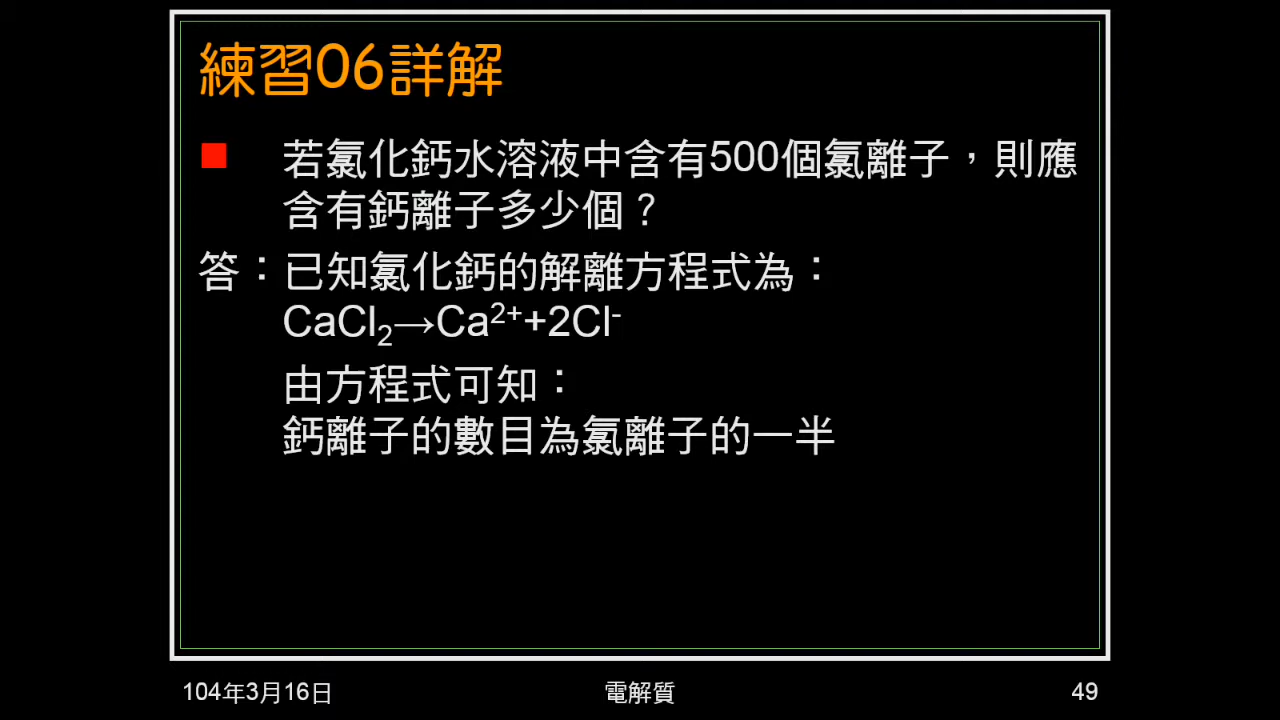 練習06詳解
■ 若氯化鈣水溶液中含有500個氯離子，則應
含有鈣離子多少個？
答：已知氯化鈣的解離方程式為：
CaCl₂→Ca²⁺+2Cl⁻
由方程式可知：
鈣離子的數目為氯離子的一半
104年3月16日
電解質
49